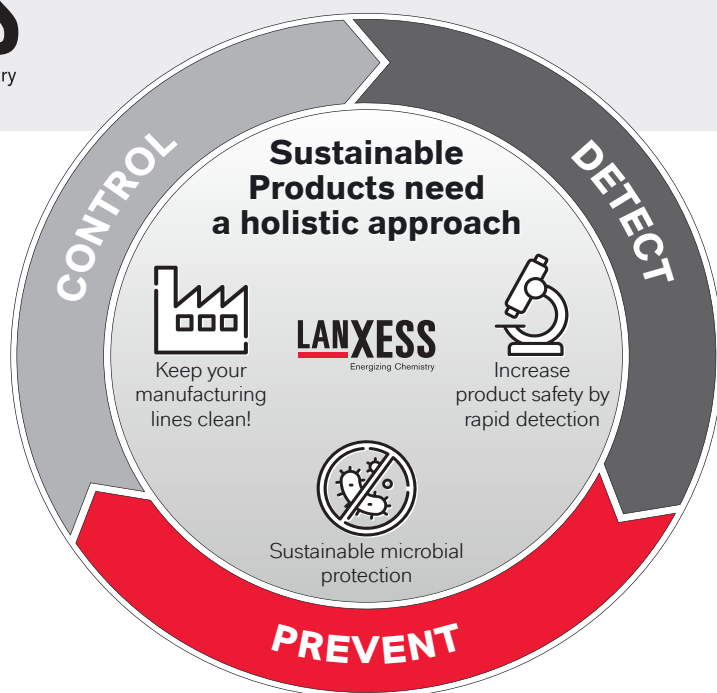 ry
CONTROL
DETECT
Sustainable
Products need
a holistic approach
LANXESS
Energizing Chemistry
Keep your
manufacturing
lines clean!
Increase
product safety by
rapid detection
Sustainable microbial
protection
PREVENT